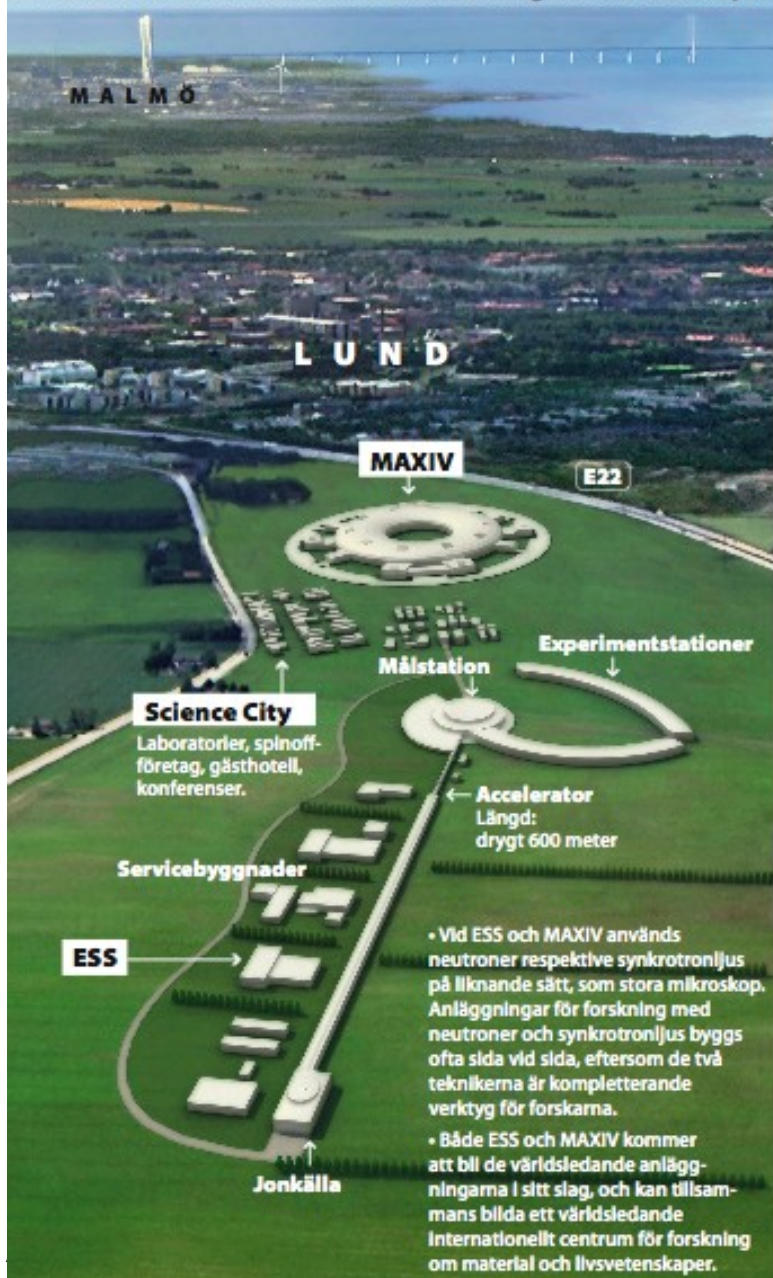 MALMÖ
LUND
MAXIV
E22
Experimentstationer
Målstation
Science City
Laboratorier, spinoff-
företag, gästhotell,
konferenser.
Accelerator
Längd:
drygt 600 meter
Servicebyggnader
ESS
• Vid ESS och MAXIV används
neutroner respektive synkrotronljus
på liknande sätt, som stora mikroskop.
Anläggningar för forskning med
neutroner och synkrotronljus byggs
ofta sida vid sida, eftersom de två
teknikerna är kompletterande
verktyg för forskarna.
• Både ESS och MAXIV kommer
att bli de världsledande anlägg-
ningarna i sitt slag, och kan tillsam-
mans bilda ett världsledande
internationellt centrum för forskning
om material och livsvetenskaper.
Jonkälla